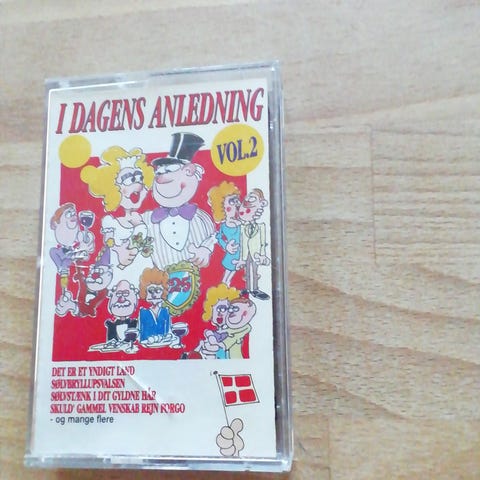 I DAGENS ANLEDNING
VOL.2
25
DET ER ET YNDIGT LAND
SØLVBRYLLUPSVALSEN
SØLVSTÆNK I DIT GYLDNE HÅR
SKULD' GAMMEL VENSKAB REJN FORGO
- og mange flere